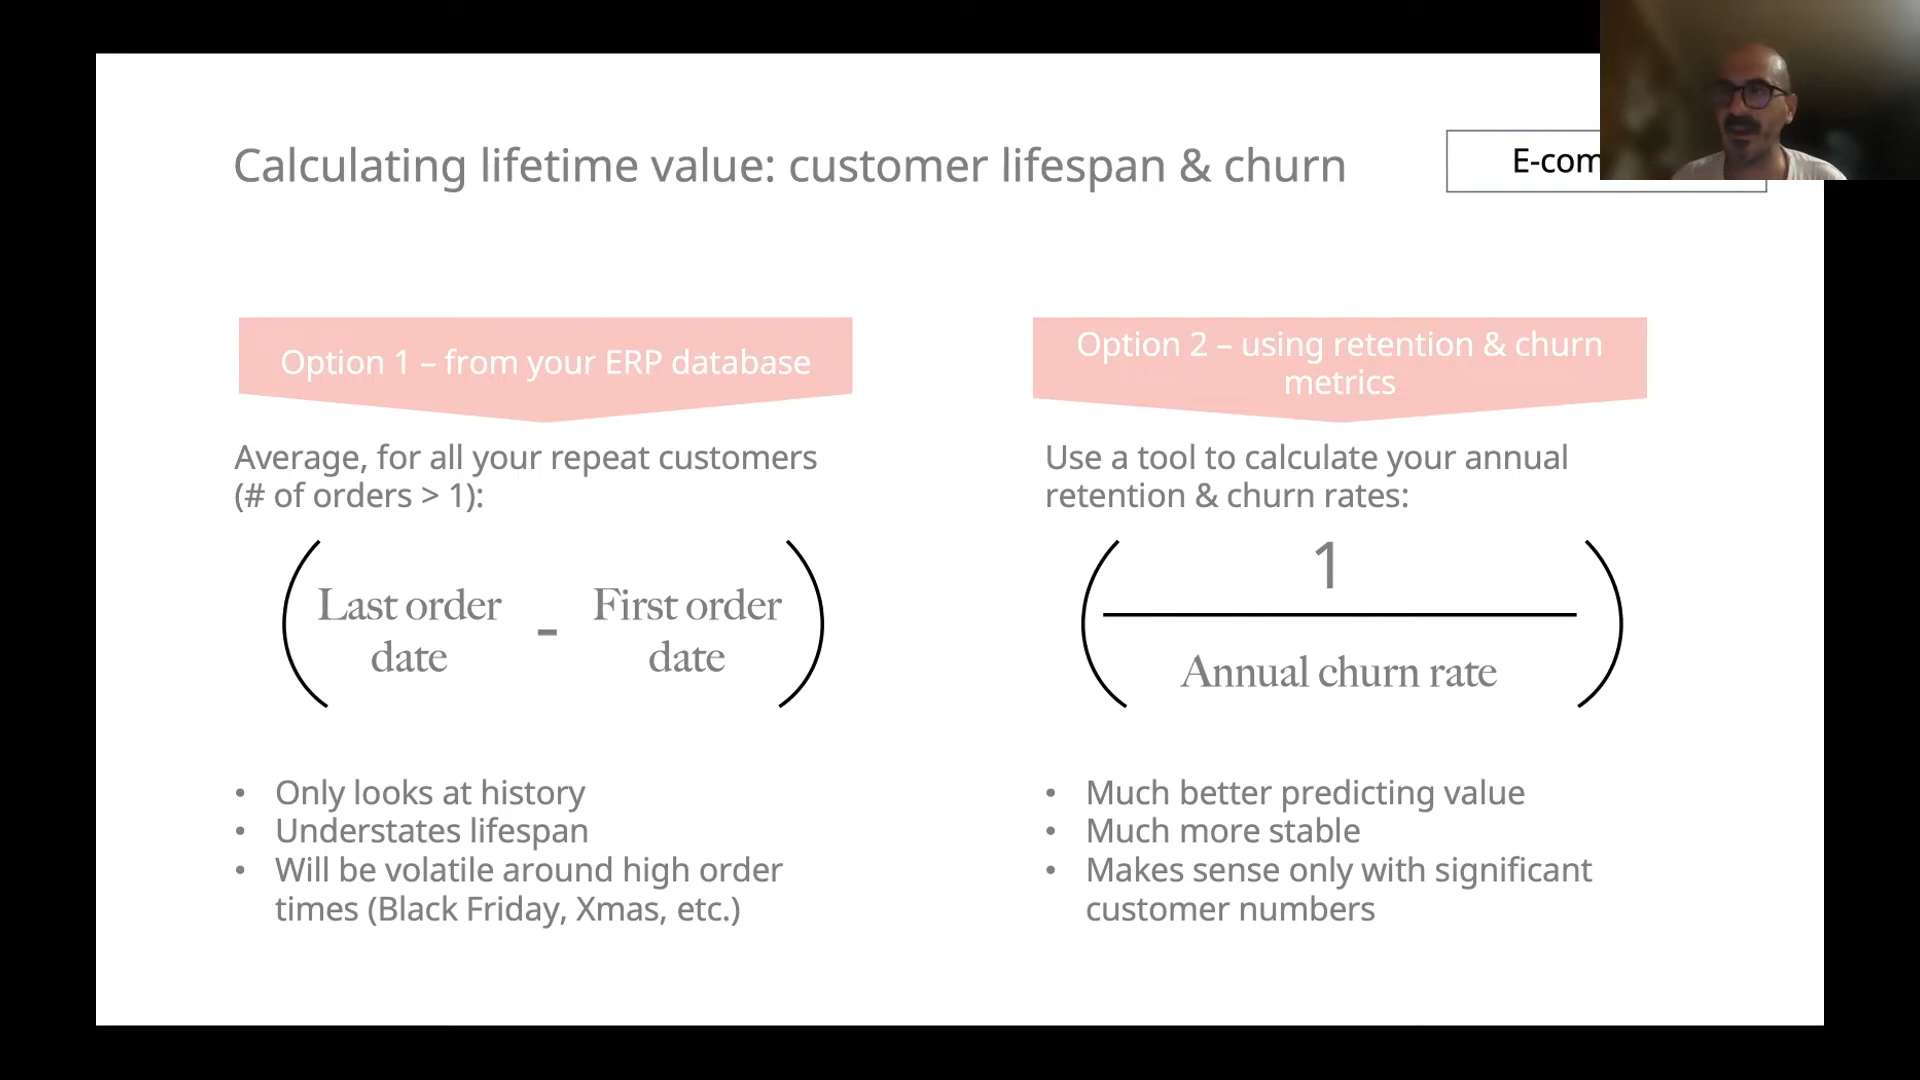 Calculating lifetime value: customer lifespan & churn
Option 1 – from your ERP database
Average, for all your repeat customers
(# of orders > 1):
Last order
date
-
First order
date
• Only looks at history
• Understates lifespan
• Will be volatile around high order
times (Black Friday, Xmas, etc.)
Option 2 – using retention & churn
metrics
Use a tool to calculate your annual
retention & churn rates:
1
Annual churn rate
• Much better predicting value
• Much more stable
• Makes sense only with significant
customer numbers